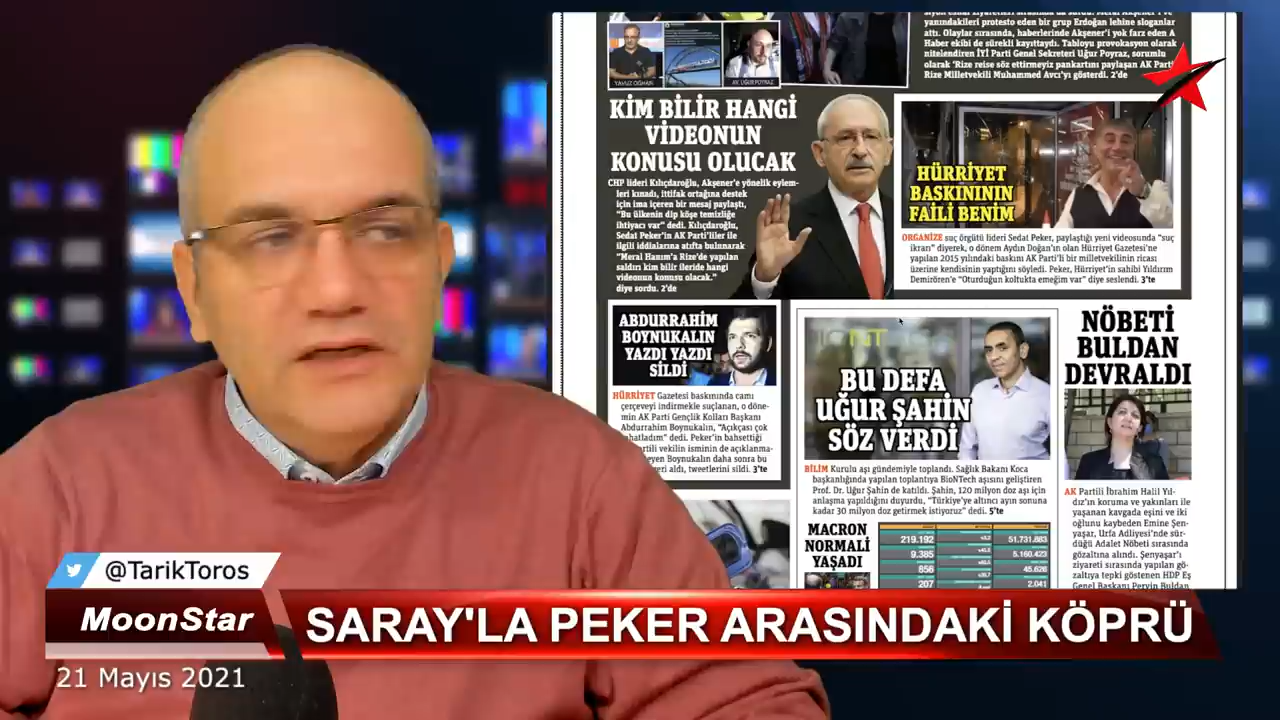 siyon canal ziyaretleri sırasında da sürdü. Meral Akşener'i ve
yanındakileri protesto eden bir grup Erdoğan lehine sloganlar
attı. Olaylar sırasında, haberlerinde Akşener'i yok farz eden A
Haber ekibi de sürekli kayıttaydı. Tabloyu provokasyon olarak
nitelendiren İYİ Parti Genel Sekreteri Uğur Poyraz, sorumlu
olarak 'Rize reise söz ettirmeyiz pankartını paylaşan AK Parti
Rize Milletvekili Muhammed Avcı'yı gösterdi. 2'de
YAVUZ OĞHAN
AV. UĞUR POYRAZ
KİM BİLİR HANGİ
VİDEONUN
KONUSU OLUCAK
CHP lideri Kılıçdaroğlu, Akşener'e yönelik eylem-
leri kınadı, ittifak ortağına destek
için ima içeren bir mesaj paylaştı,
"Bu ülkenin dip köşe temizliğe
ihtiyacı var" dedi. Kılıçdaroğlu,
Sedat Peker'in AK Parti'liler ile
ilgili iddialarına atıfta bulunarak
"Meral Hanım'a Rize'de yapılan
saldırı kim bilir ileride hangi
videonun konusu olacak."
diye sordu. 2'de
HÜRRİYET
BASKINININ
FAİLİ BENİM
ORGANİZE suç örgütü lideri Sedat Peker, paylaştığı yeni videosunda "suç
ikrarı" diyerek, o dönem Aydın Doğan'ın olan Hürriyet Gazetesi'ne
yapılan 2015 yılındaki baskını AK Parti'li bir milletvekilinin ricası
üzerine kendisinin yaptığını söyledi. Peker, Hürriyet'in sahibi Yıldırım
Demirören'e "Oturduğun koltukta emeğim var" diye seslendi. 3'te
ABDURRAHİM
BOYNUKALIN
YAZDI YAZDI
SİLDİ
HÜRRİYET Gazetesi baskınında camı
çerçeveyi indirmekle suçlanan, o döne-
min AK Parti Gençlik Kolları Başkanı
Abdurrahim Boynukalın, "Açıkçası çok
rahatladım" dedi. Peker'in bahsettiği
partili vekilin isminin de açıklanma-
leyen Boynukalın daha sonra bu
geri aldı, tweetlerini sildi. 3'te
BU DEFA
UĞUR ŞAHİN
SÖZ VERDİ
BİLİM Kurulu aşı gündemiyle toplandı. Sağlık Bakanı Koca
başkanlığında yapılan toplantıya BioNTech aşısını geliştiren
Prof. Dr. Uğur Şahin de katıldı. Şahin, 120 milyon doz aşı için
anlaşma yapıldığını duyurdu, "Türkiye'ye altıncı ayın sonuna
kadar 30 milyon doz getirmek istiyoruz" dedi. 5'te
NÖBETİ
BULDAN
DEVRALDI
AK Partili İbrahim Halil Yıl-
dız'ın koruma ve yakınları ile
yaşanan kavgada eşini ve iki
oğlunu kaybeden Emine Şen-
yaşar, Urfa Adliyesi'nde sür-
düğü Adalet Nöbeti sırasında
gözaltına alındı. Şenyaşar'ı
ziyareti sırasında yapılan gö-
zaltıya tepki gösteren HDP Eş
Genel Başkanı Pervin Buldan
MACRON
NORMALİ
YAŞADI
219.192 51.731.883
9.385 5.160.423
856 45.626
207 2.041
@TarikToros
MoonStar
SARAY'LA PEKER ARASINDAKİ KÖPRÜ
21 Mayıs 2021